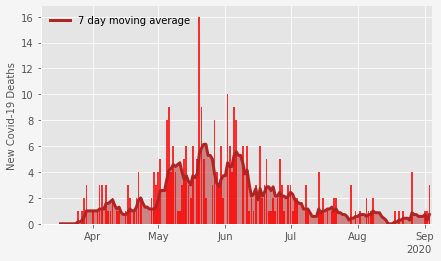 7 day moving average
New Covid-19 Deaths
16
14
12
10
8
6
4
2
0
Apr
May
Jun
Jul
Aug
Sep
2020